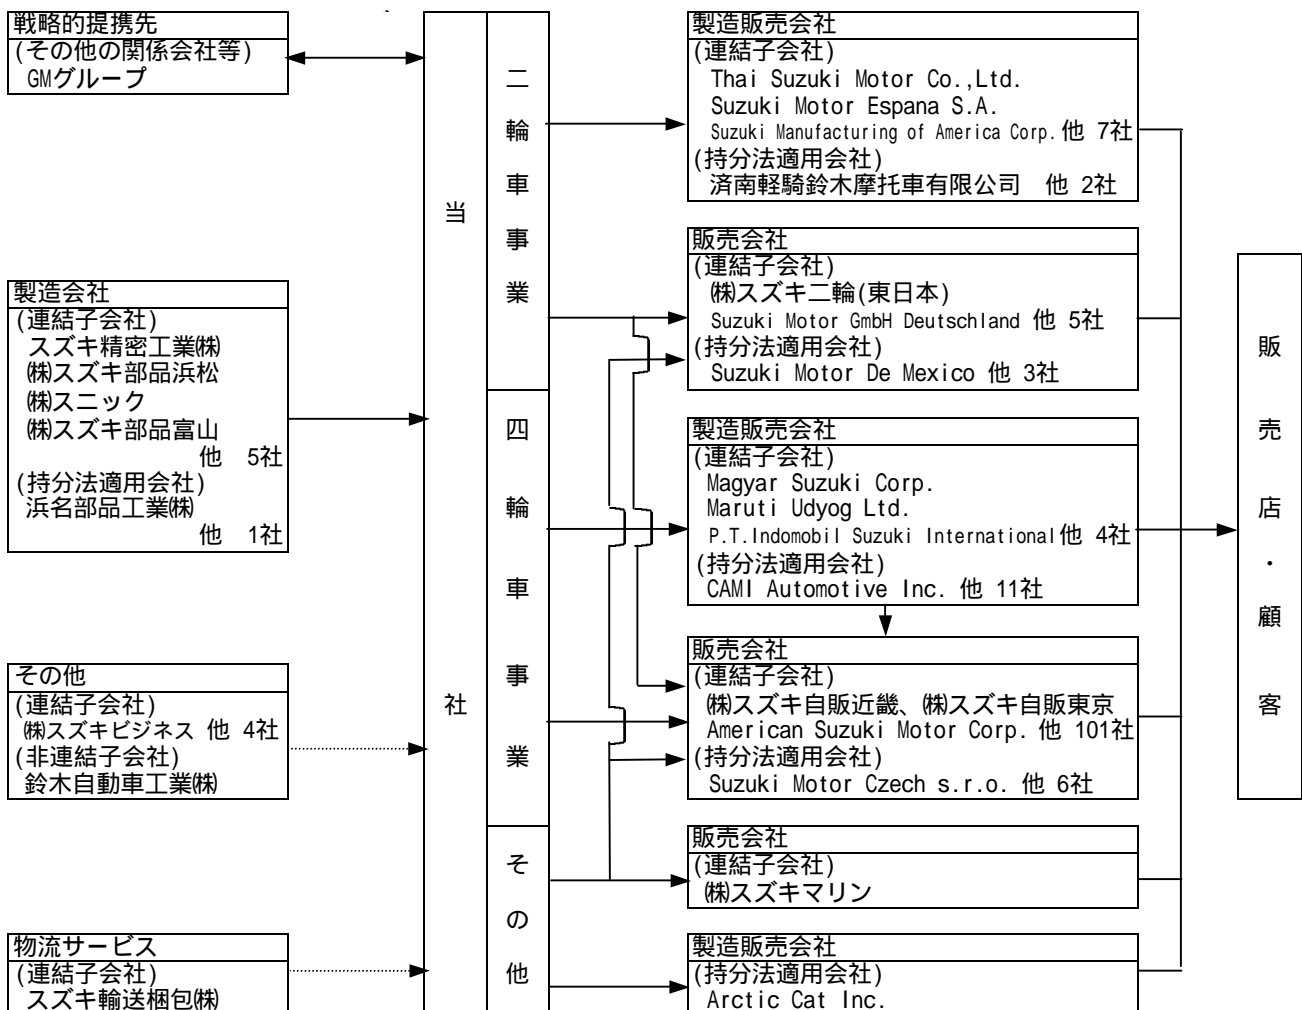 戦略的提携先
(その他の関係会社等)
GMグループ
製造会社
(連結子会社)
スズキ精密工業㈱
㈱スズキ部品浜松
㈱スニック
㈱スズキ部品富山
他 5社
(持分法適用会社)
浜名部品工業㈱
他 1社
その他
(連結子会社)
㈱スズキビジネス 他 4社
(非連結子会社)
鈴木自動車工業㈱
物流サービス
(連結子会社)
スズキ輸送梱包㈱
当社
二輪車事業
四輪車事業
その他
製造販売会社
(連結子会社)
Thai Suzuki Motor Co.,Ltd.
Suzuki Motor Espana S.A.
Suzuki Manufacturing of America Corp. 他 7社
(持分法適用会社)
済南軽騎鈴木摩托車有限公司 他 2社
販売会社
(連結子会社)
㈱スズキ二輪(東日本)
Suzuki Motor GmbH Deutschland 他 5社
(持分法適用会社)
Suzuki Motor De Mexico 他 3社
製造販売会社
(連結子会社)
Magyar Suzuki Corp.
Maruti Udyog Ltd.
P.T.Indomobil Suzuki International 他 4社
(持分法適用会社)
CAMI Automotive Inc. 他 11社
販売会社
(連結子会社)
㈱スズキ自販近畿、㈱スズキ自販東京
American Suzuki Motor Corp. 他 101社
(持分法適用会社)
Suzuki Motor Czech s.r.o. 他 6社
販売会社
(連結子会社)
㈱スズキマリン
製造販売会社
(持分法適用会社)
Arctic Cat Inc.
販売店・顧客